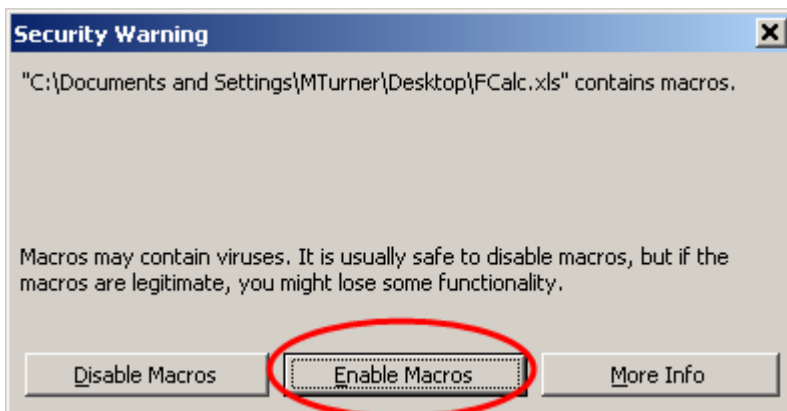 Security Warning
"C:\Documents and Settings\MTurner\Desktop\FCalc.xls" contains macros.
Macros may contain viruses. It is usually safe to disable macros, but if the
macros are legitimate, you might lose some functionality.
Disable Macros
Enable Macros
More Info